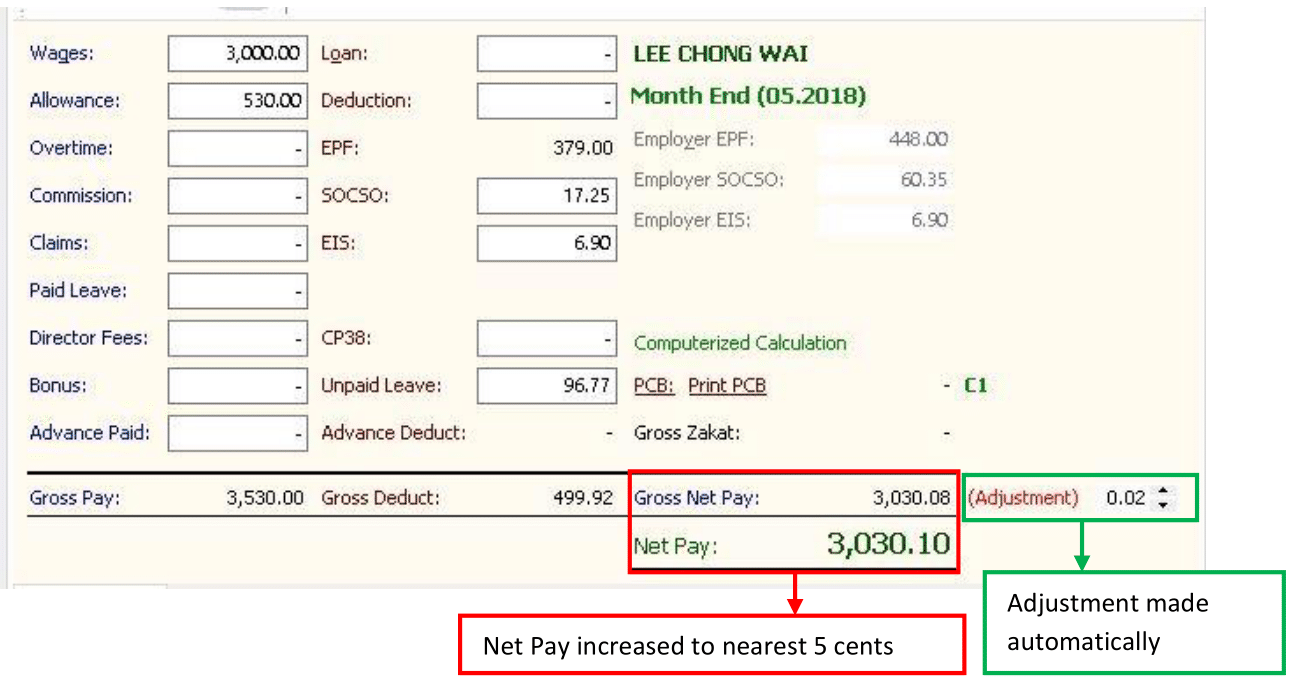 Wages: 3,000.00 Loan: - LEE CHONG WAI
Allowance: 530.00 Deduction: - Month End (05.2018)
Overtime: - EPF: 379.00 Employer EPF: 448.00
Commission: - SOCSO: 17.25 Employer SOCSO: 60.35
Claims: - EIS: 6.90 Employer EIS: 6.90
Paid Leave: -
Director Fees: - CP38: - Computerized Calculation
Bonus: - Unpaid Leave: 96.77 PCB: Print PCB - C1
Advance Paid: - Advance Deduct: - Gross Zakat: -
Gross Pay: 3,530.00 Gross Deduct: 499.92 Gross Net Pay: 3,030.08 (Adjustment) 0.02
Net Pay: 3,030.10
Net Pay increased to nearest 5 cents
Adjustment made
automatically